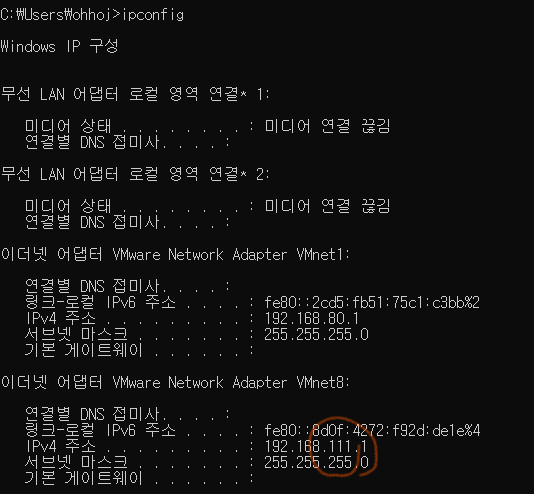 C:\Users\ohhoj>ipconfig
Windows IP 구성
무선 LAN 어댑터 로컬 영역 연결* 1:
미디어 상태 . . . . . . . . : 미디어 연결 끊김
연결별 DNS 접미사. . . . :
무선 LAN 어댑터 로컬 영역 연결* 2:
미디어 상태 . . . . . . . . : 미디어 연결 끊김
연결별 DNS 접미사. . . . :
이더넷 어댑터 VMware Network Adapter VMnet1:
연결별 DNS 접미사. . . . :
링크-로컬 IPv6 주소 . . . . : fe80::2cd5:fb51:75c1:c3bb%2
IPv4 주소 . . . . . . . . . : 192.168.80.1
서브넷 마스크 . . . . . . . : 255.255.255.0
기본 게이트웨이 . . . . . . :
이더넷 어댑터 VMware Network Adapter VMnet8:
연결별 DNS 접미사. . . . :
링크-로컬 IPv6 주소 . . . . : fe80::8d0f:4272:f92d:de1e%4
IPv4 주소 . . . . . . . . . : 192.168.111.1
서브넷 마스크 . . . . . . . : 255.255.255.0
기본 게이트웨이 . . . . . . :